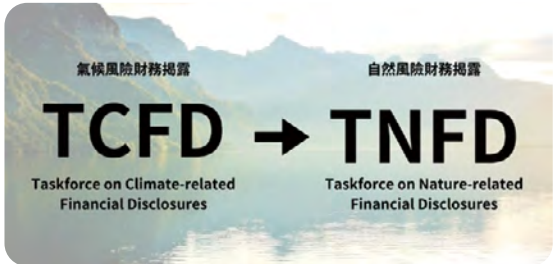 氣候風險財務揭露
TCFD
Taskforce on Climate-related
Financial Disclosures
自然風險財務揭露
TNFD
Taskforce on Nature-related
Financial Disclosures